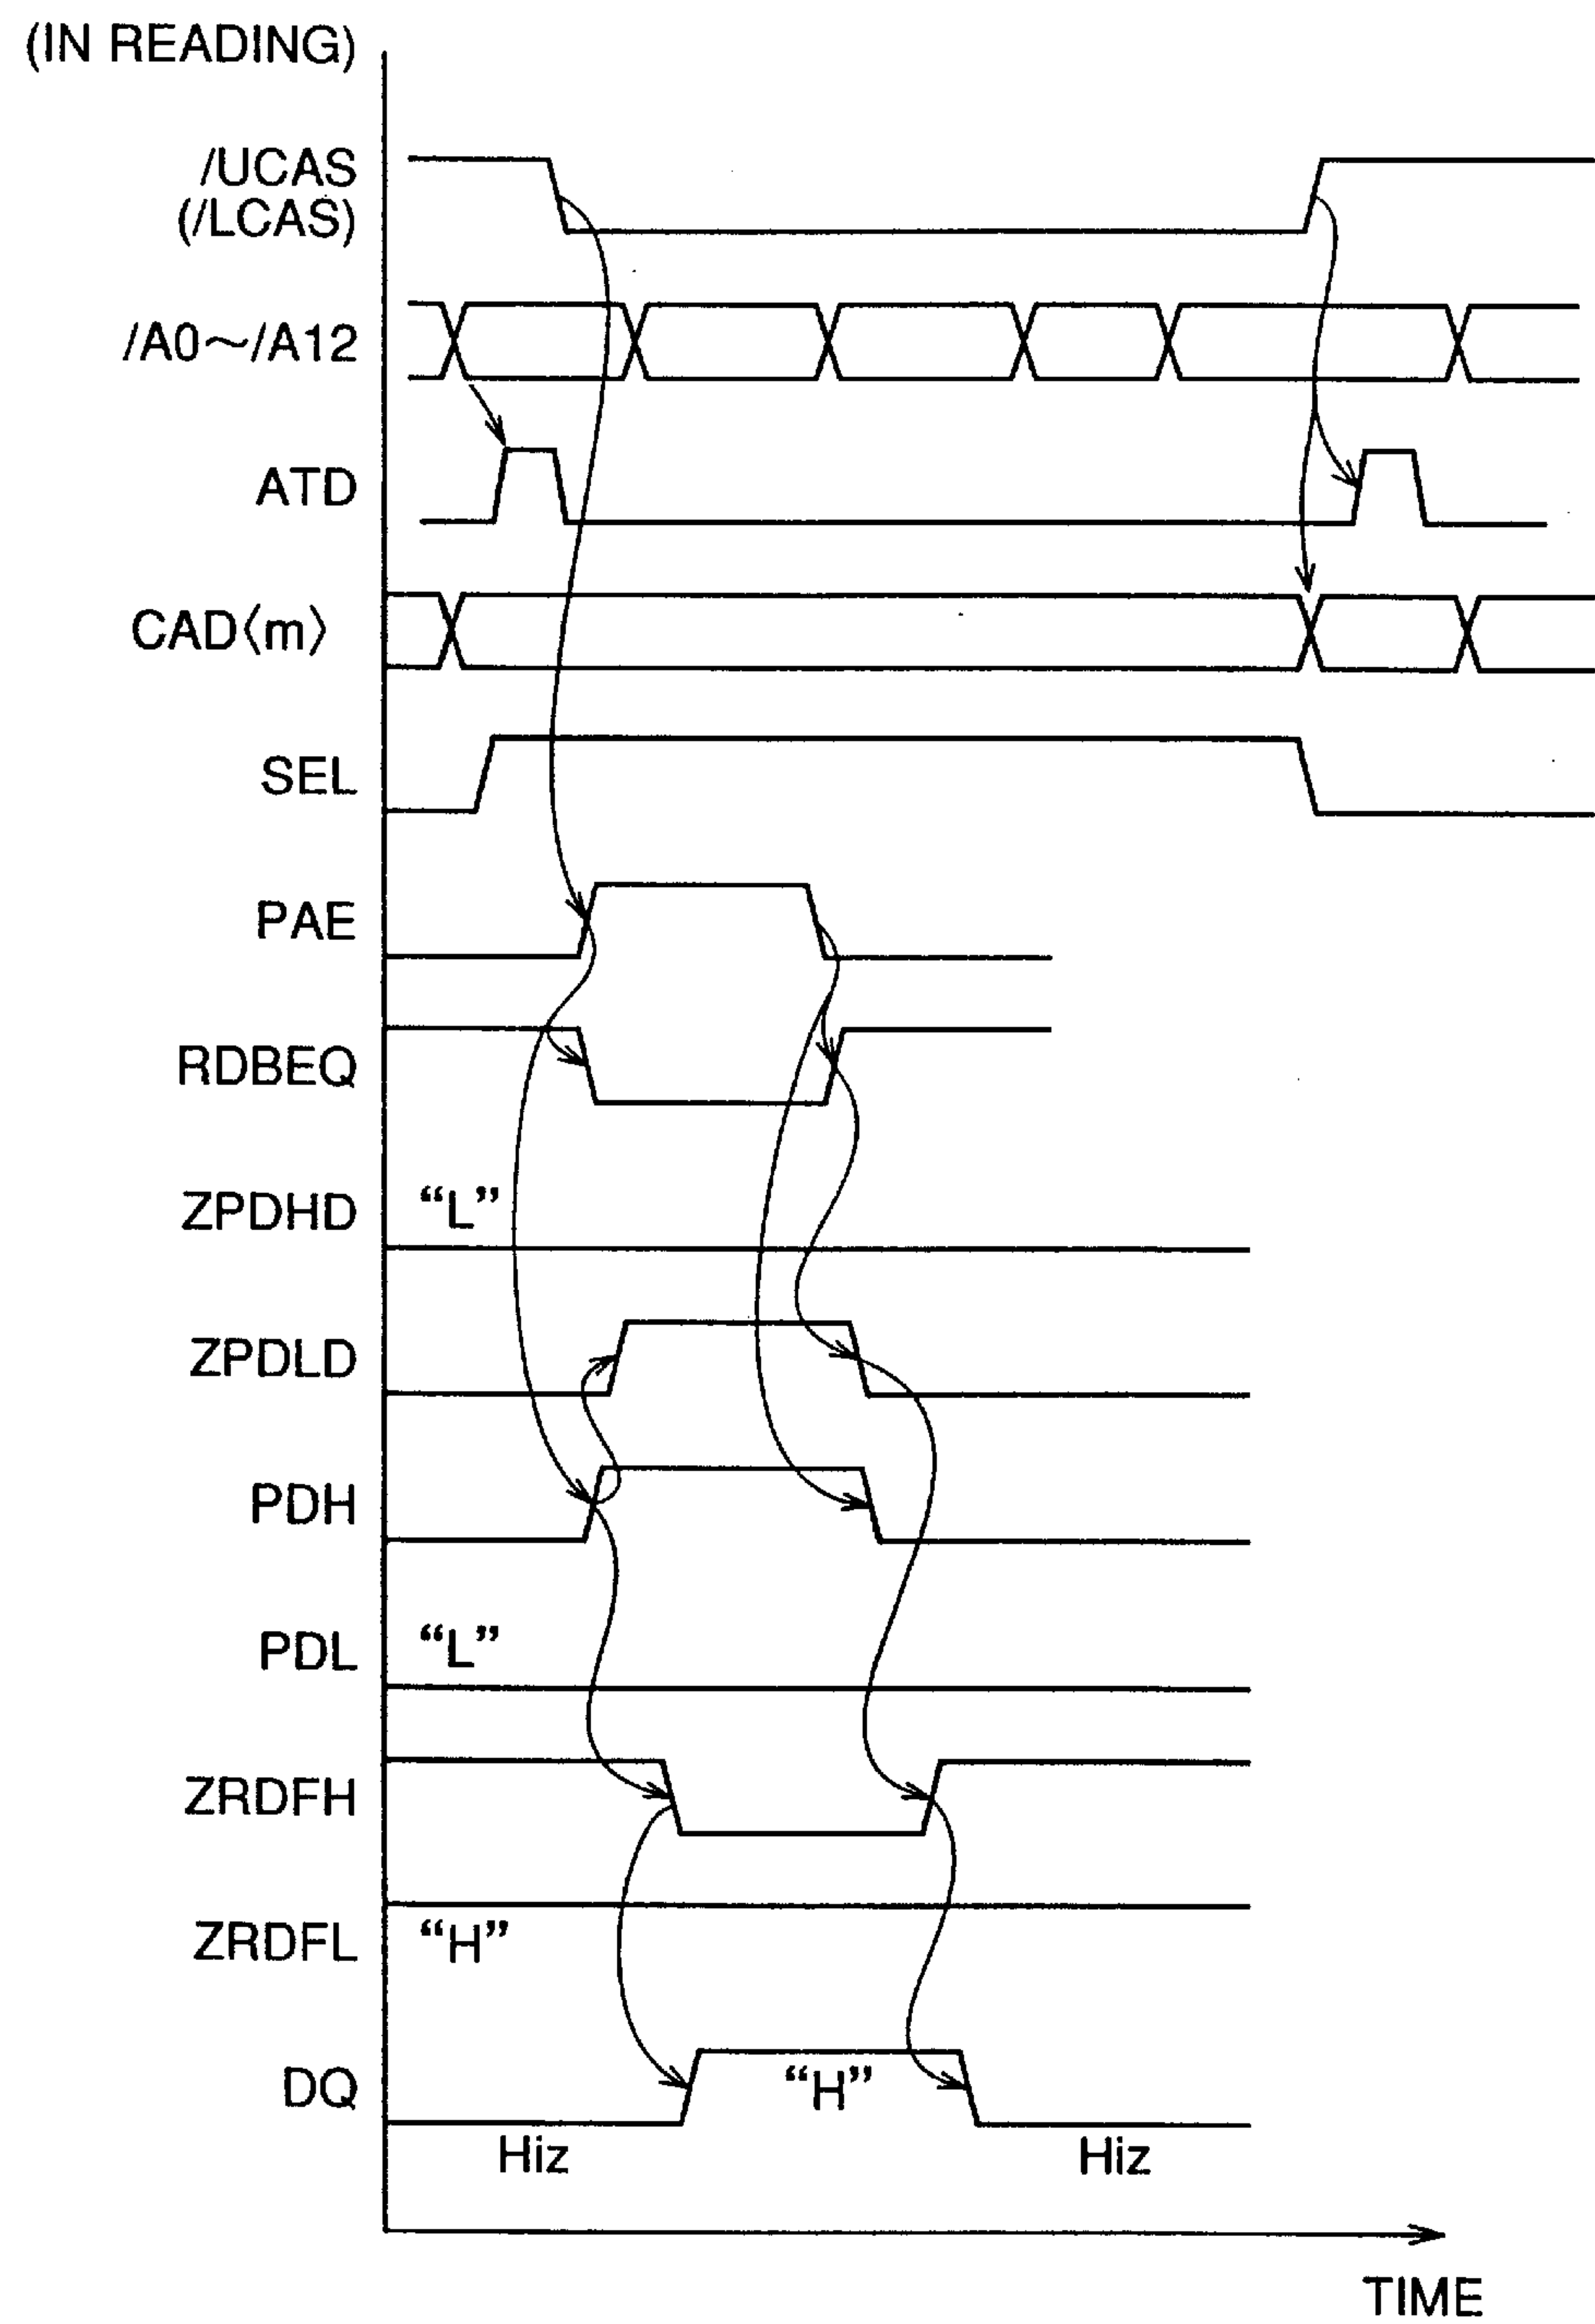 (IN READING)
/UCAS
(/LCAS)
/A0～/A12
ATD
CAD⟨m⟩
SEL
PAE
RDBEQ
ZPDHD “L”
ZPDLD
PDH
PDL “L”
ZRDFH
ZRDFL “H”
DQ “H”
Hiz Hiz
TIME